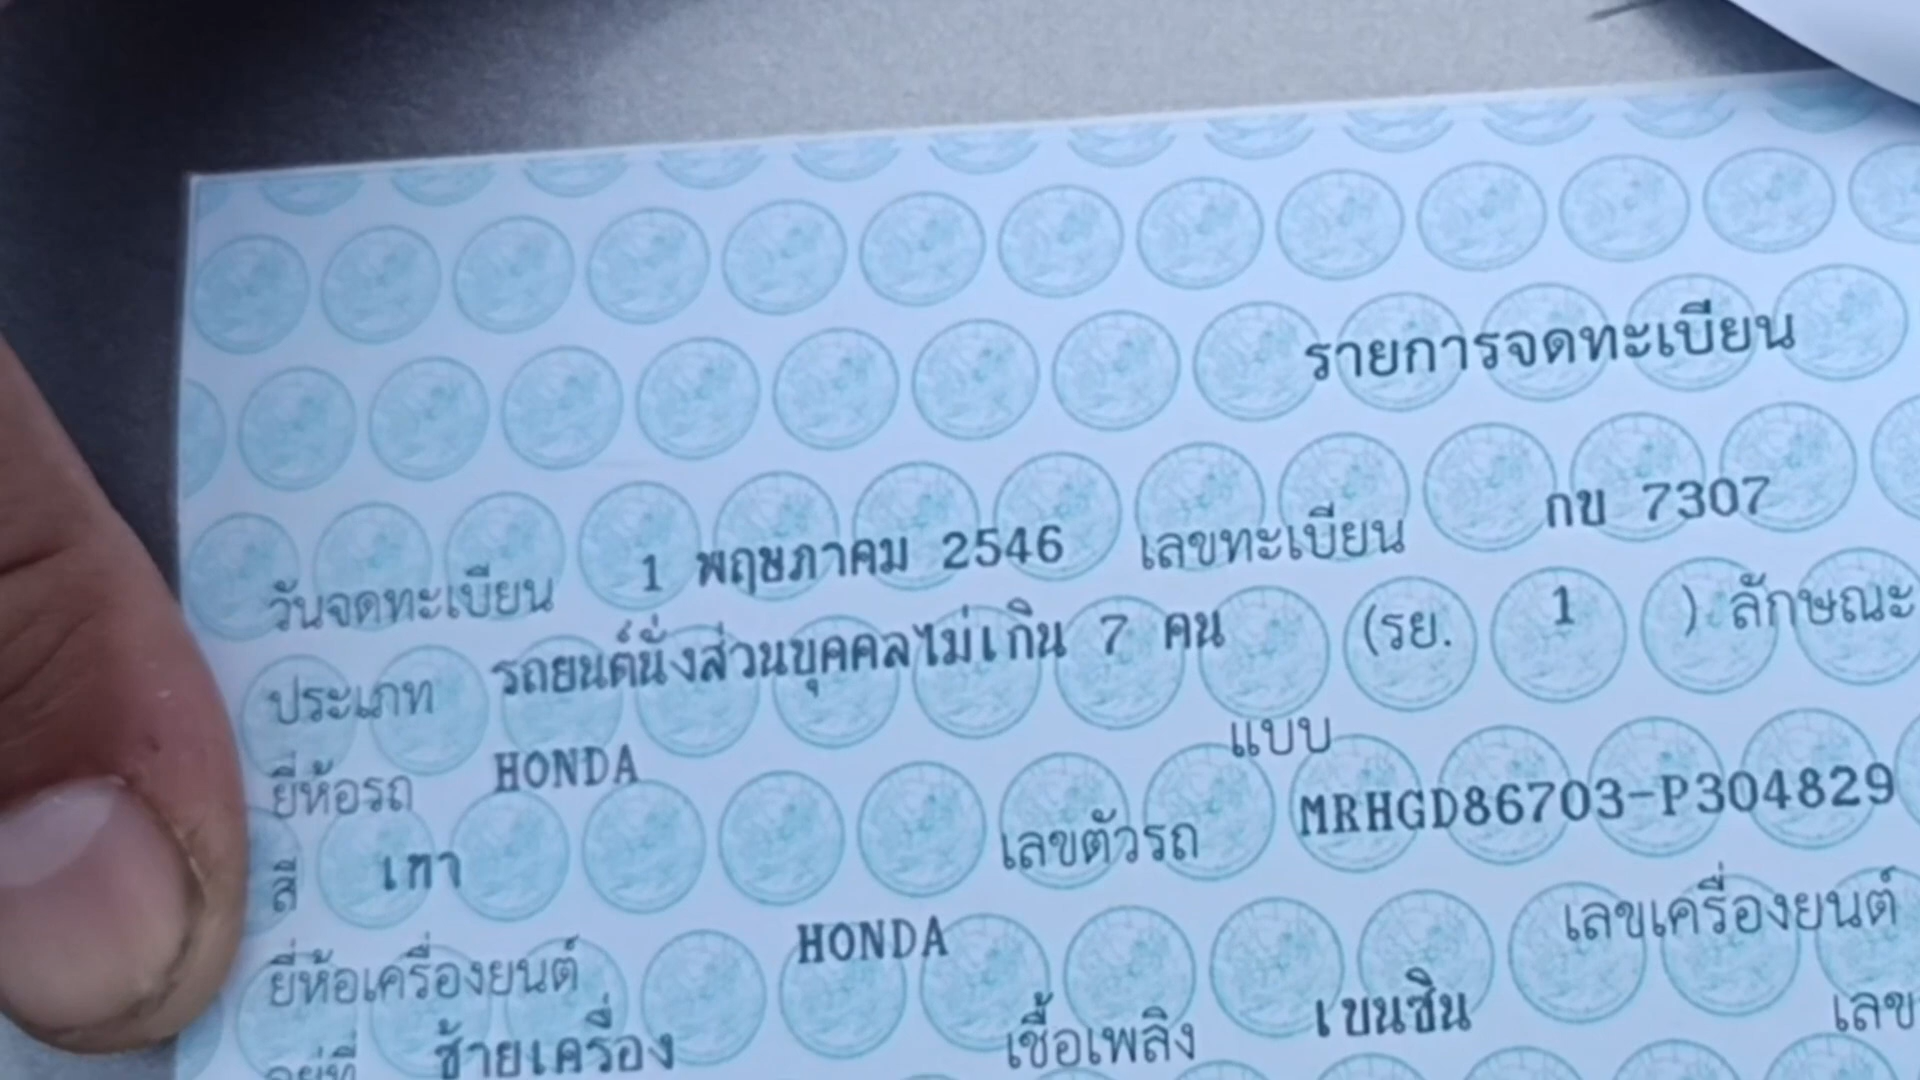 รายการจดทะเบียน
วันจดทะเบียน 1 พฤษภาคม 2546 เลขทะเบียน กข 7307
ประเภท รถยนต์นั่งส่วนบุคคลไม่เกิน 7 คน (รย. 1 ) ลักษณะ
ยี่ห้อรถ HONDA แบบ
สี เทา เลขตัวรถ MRHGD86703-P304829
ยี่ห้อเครื่องยนต์ HONDA เลขเครื่องยนต์
อยู่ที่ ซ้ายเครื่อง เชื้อเพลิง เบนซิน เลข